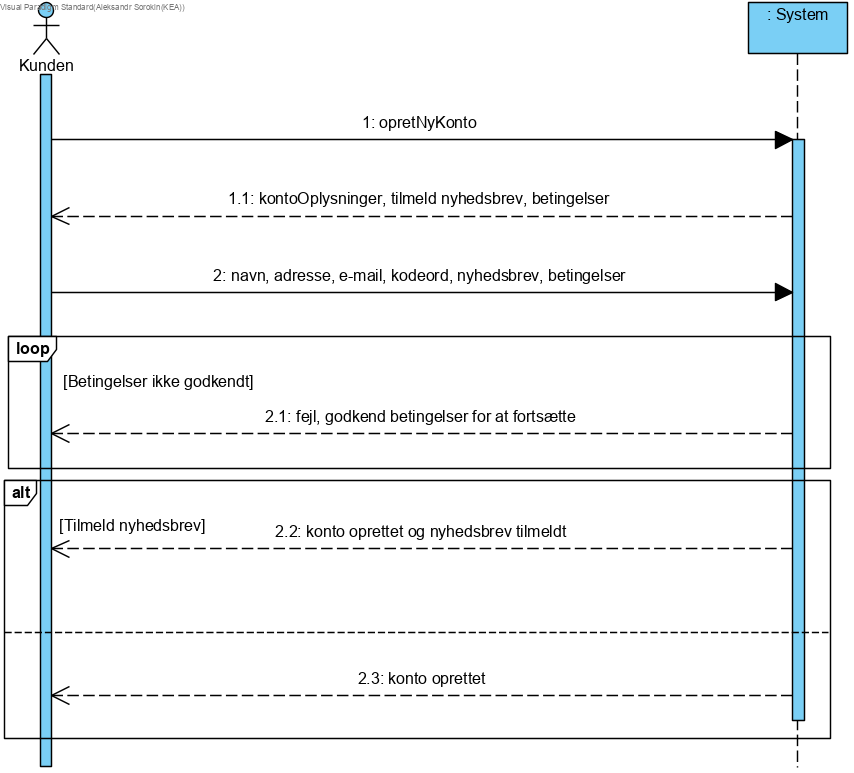 Visual Paradigm Standard(Aleksandr Sorokin(KEA))
: System
Kunden
1: opretNyKonto
1.1: kontoOplysninger, tilmeld nyhedsbrev, betingelser
2: navn, adresse, e-mail, kodeord, nyhedsbrev, betingelser
loop
[Betingelser ikke godkendt]
2.1: fejl, godkend betingelser for at fortsætte
alt
[Tilmeld nyhedsbrev]
2.2: konto oprettet og nyhedsbrev tilmeldt
2.3: konto oprettet